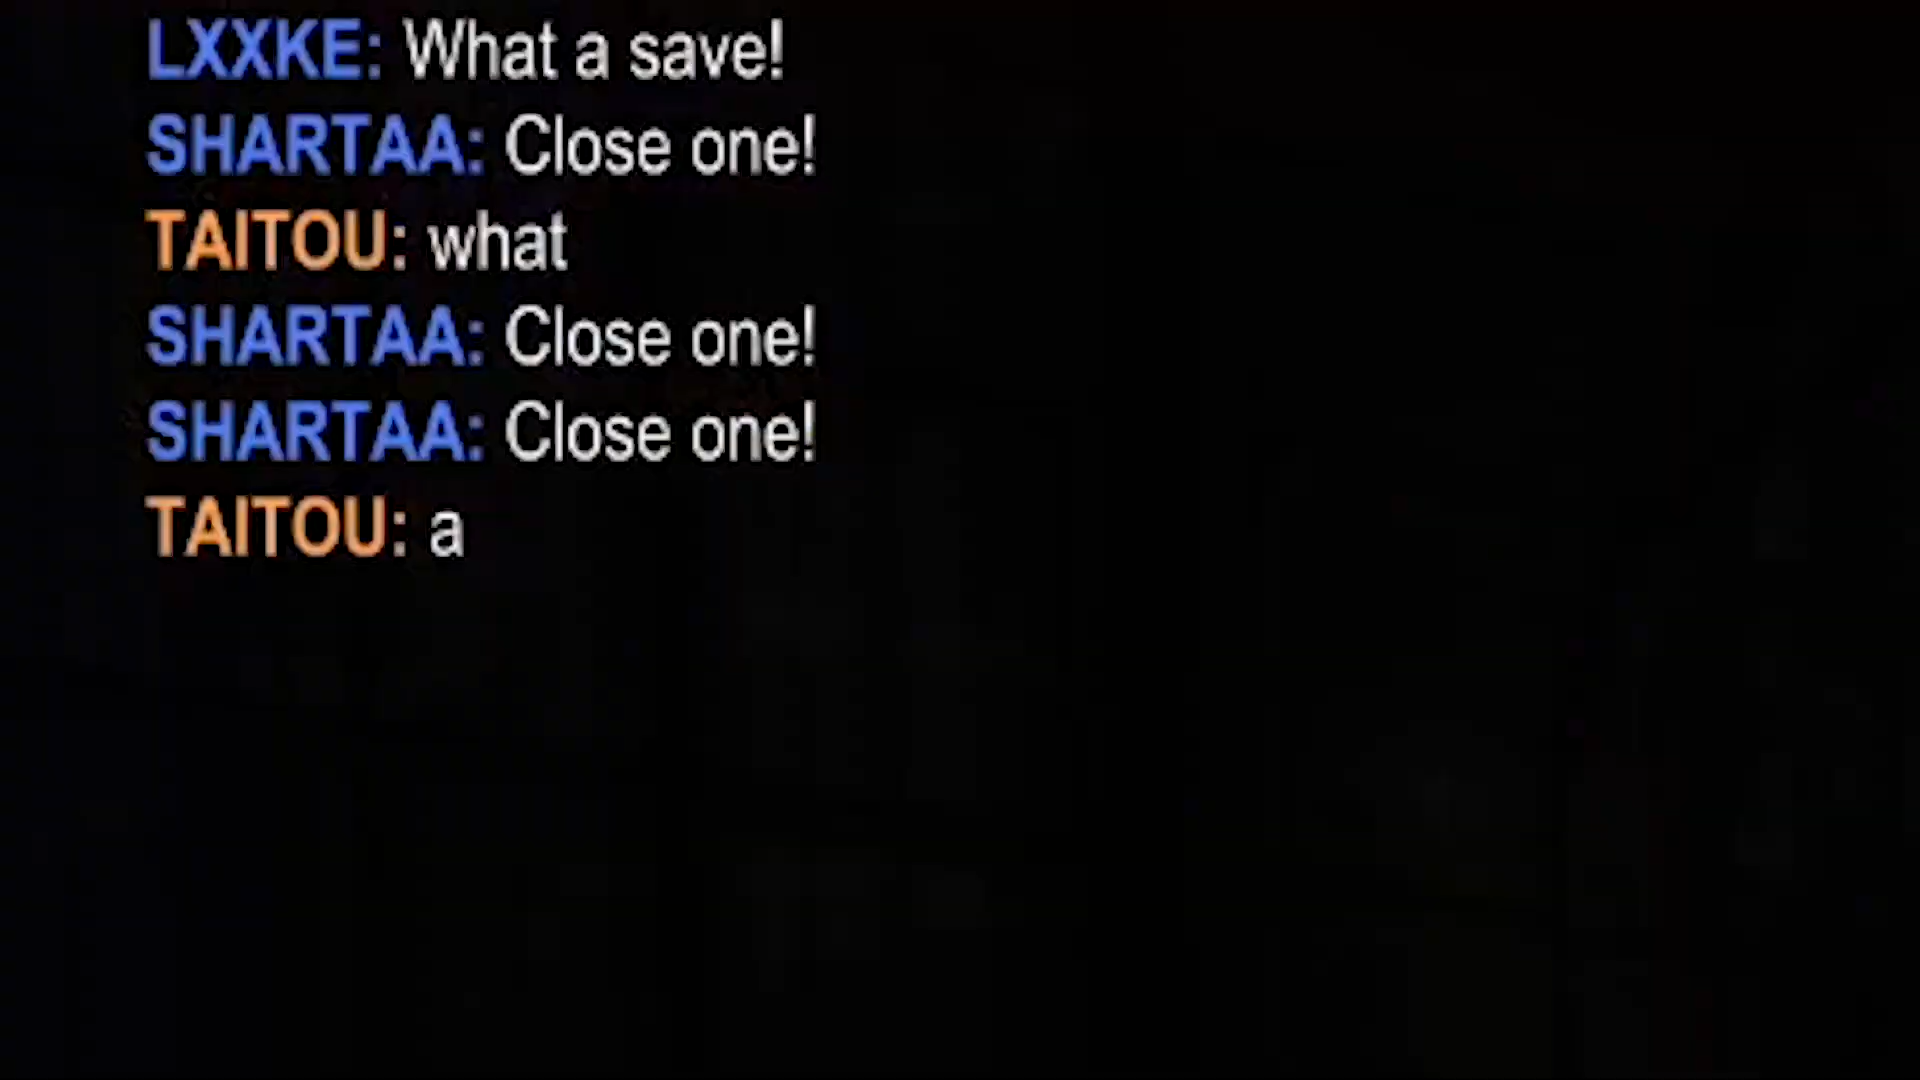 LXXKE: What a save!
SHARTAA: Close one!
TAITOU: what
SHARTAA: Close one!
SHARTAA: Close one!
TAITOU: a